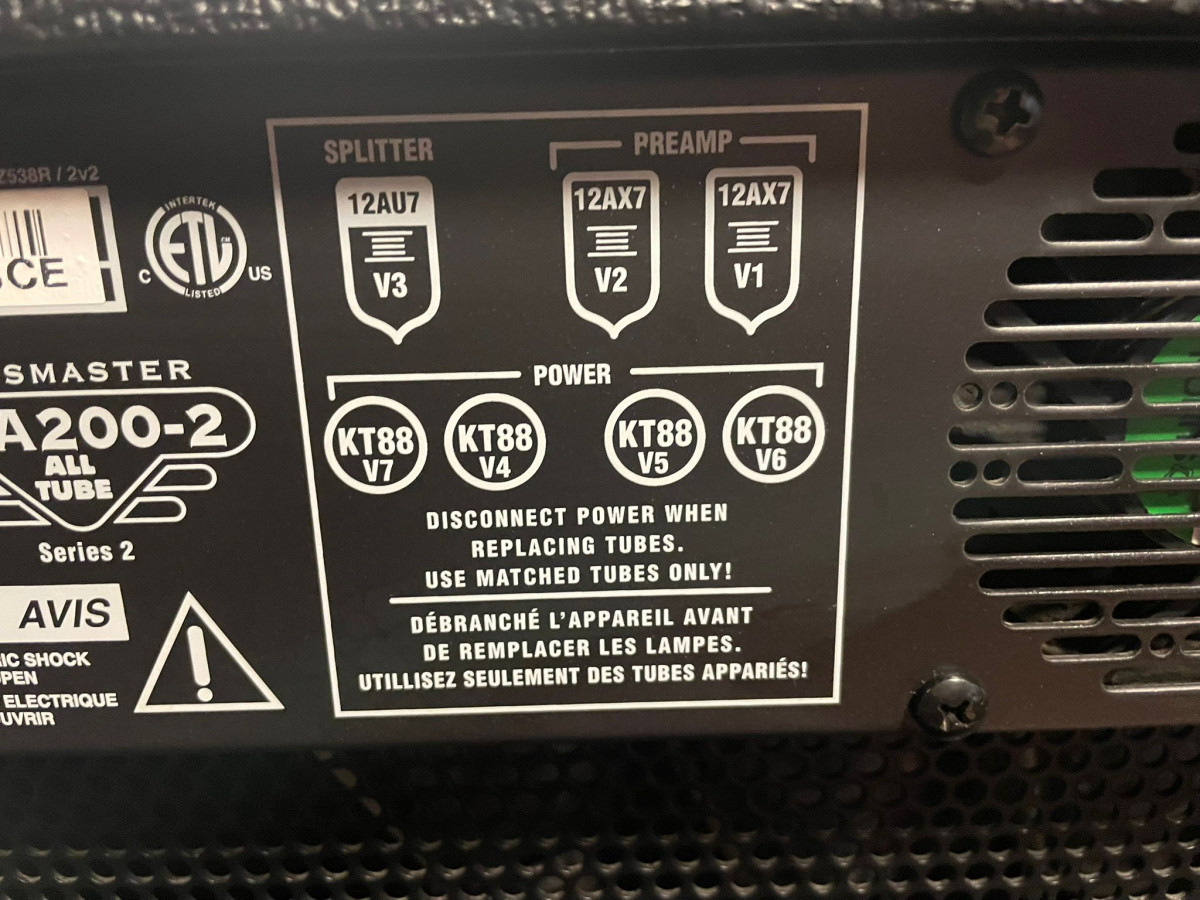 Z538R / 2v2
CE
INTERTEK
ETL
C
US
LISTED
SMASTER
A200-2
ALL
TUBE
Series 2
AVIS
IC SHOCK
PEN
ELECTRIQUE
UVRIR
SPLITTER
PREAMP
12AU7
12AX7
12AX7
V3
V2
V1
POWER
KT88 KT88 KT88 KT88
V7 V4 V5 V6
DISCONNECT POWER WHEN
REPLACING TUBES.
USE MATCHED TUBES ONLY!
DÉBRANCHÉ L'APPAREIL AVANT
DE REMPLACER LES LAMPES.
UTILLISEZ SEULEMENT DES TUBES APPARIÉS!